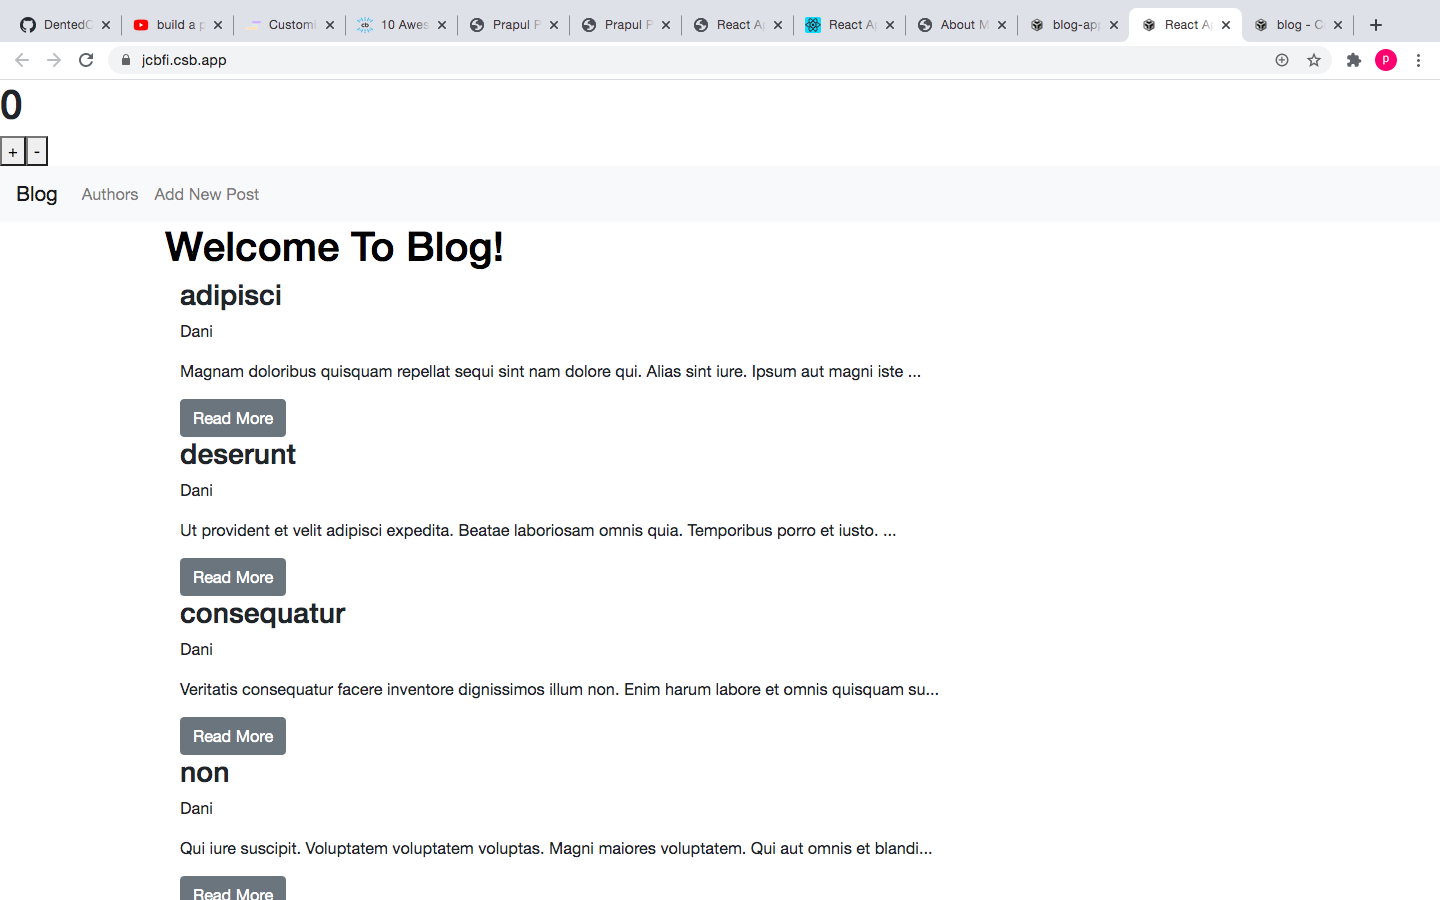 DentedC
build a p
Customi
10 Awes
Prapul P
Prapul P
React Ap
React Ap
About M
blog-app
React Ap
blog - Co
jcbfi.csb.app
P
0
+ -
Blog Authors Add New Post
Welcome To Blog!
adipisci
Dani
Magnam doloribus quisquam repellat sequi sint nam dolore qui. Alias sint iure. Ipsum aut magni iste ...
Read More
deserunt
Dani
Ut provident et velit adipisci expedita. Beatae laboriosam omnis quia. Temporibus porro et iusto. ...
Read More
consequatur
Dani
Veritatis consequatur facere inventore dignissimos illum non. Enim harum labore et omnis quisquam su...
Read More
non
Dani
Qui iure suscipit. Voluptatem voluptatem voluptas. Magni maiores voluptatem. Qui aut omnis et blandi...
Read More